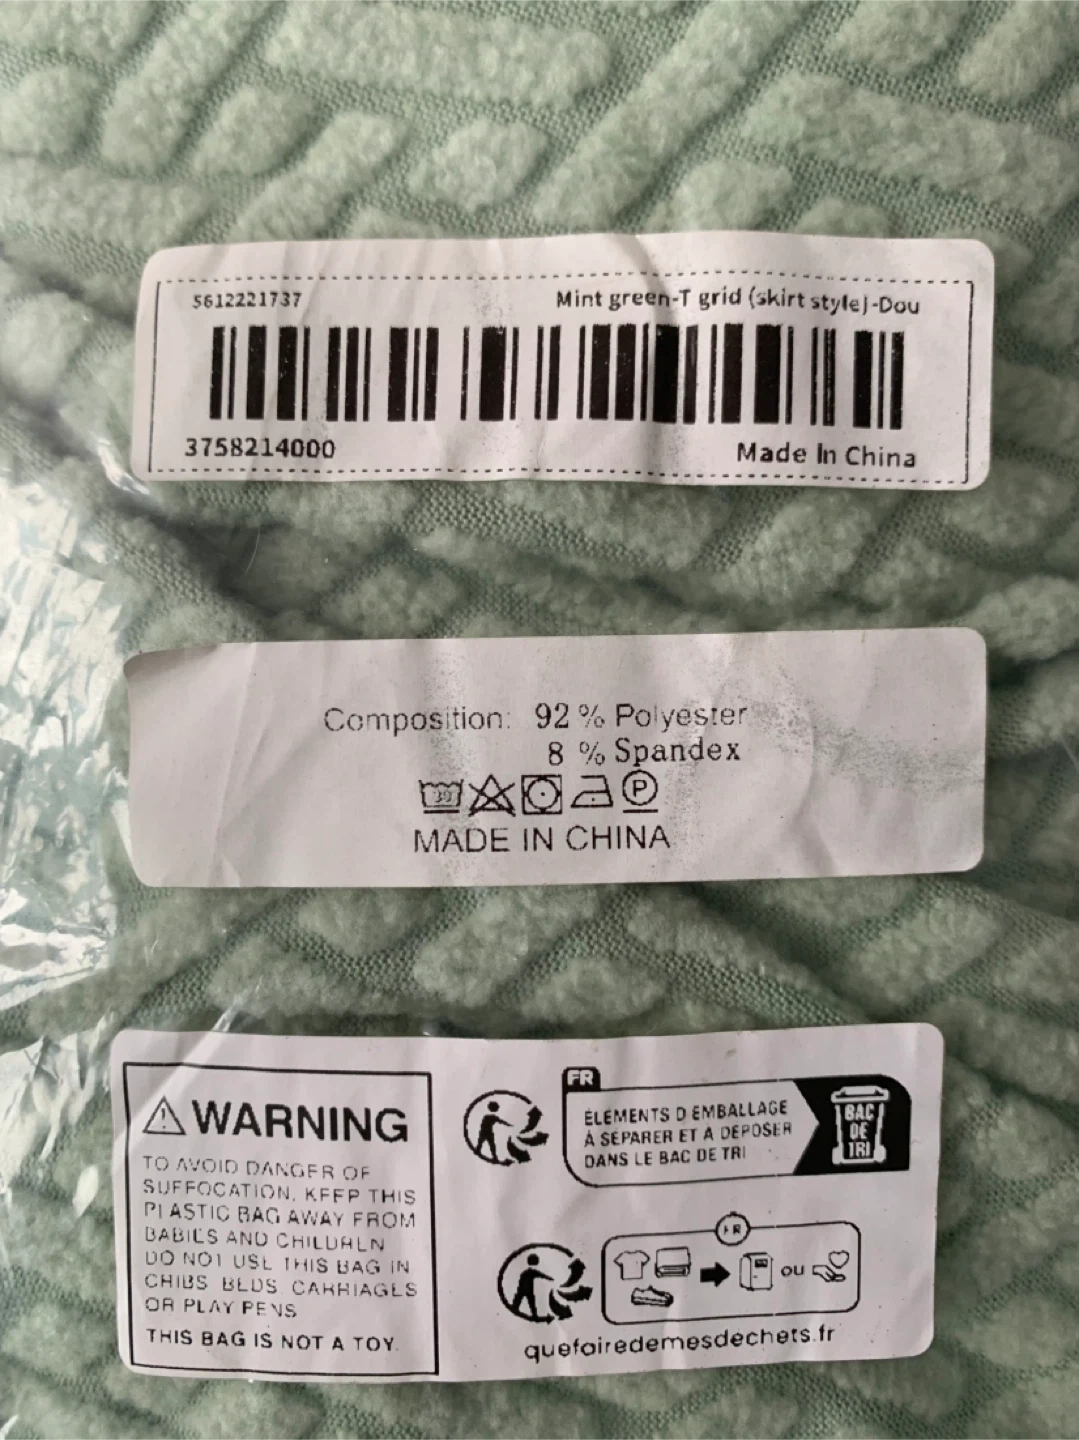 5612221737
Mint green-T grid (skirt style)-Dou
3758214000
Made In China
Composition: 92 % Polyester
8 % Spandex
30
P
MADE IN CHINA
WARNING
TO AVOID DANGER OF
SUFFOCATION, KEEP THIS
PLASTIC BAG AWAY FROM
BABIES AND CHILDREN
DO NOT USE THIS BAG IN
CRIBS BEDS CARRIAGES
OR PLAY PENS
THIS BAG IS NOT A TOY.
FR
ÉLEMENTS D EMBALLAGE
À SÉPARER ET A DEPOSER
DANS LE BAC DE TRI
BAC
DE
TRI
FR
ou
quefairedemesdechets.fr